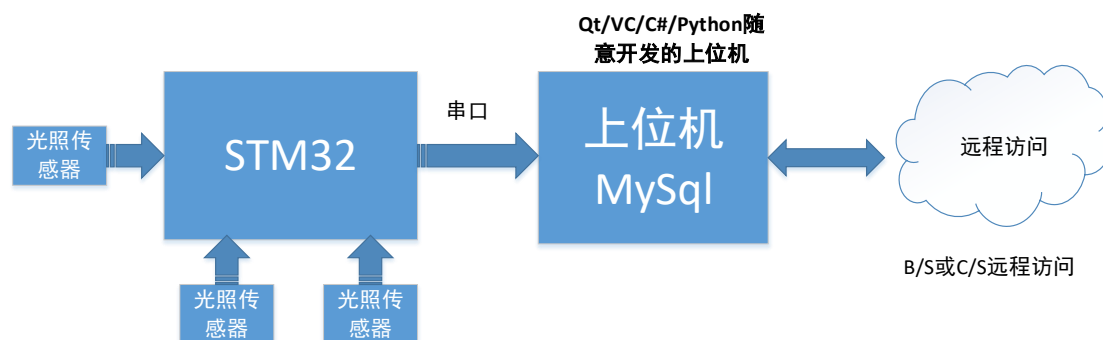 Qt/VC/C#/Python随
意开发的上位机
光照传
感器
STM32
串口
上位机
MySql
远程访问
B/S或C/S远程访问
光照传
感器
光照传
感器